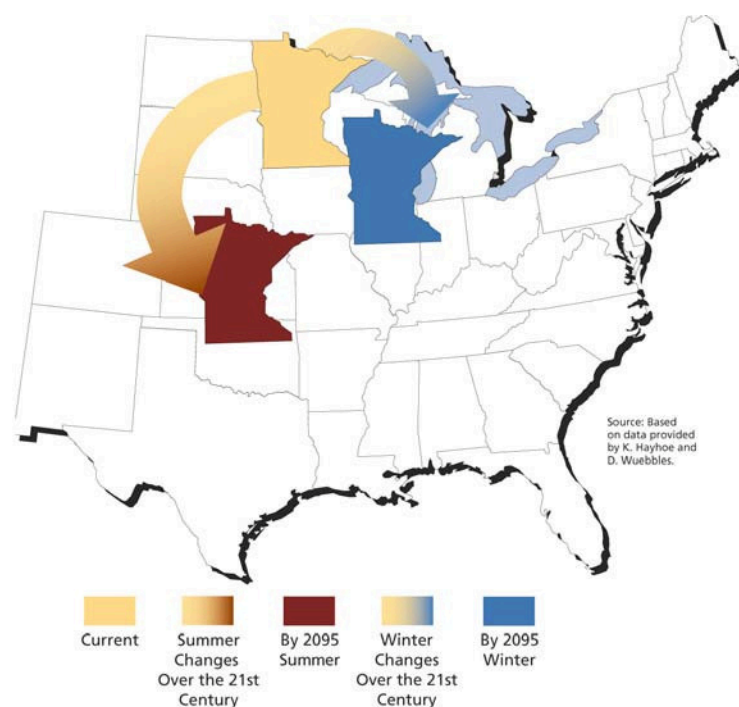 Source: Based
on data provided
by K. Hayhoe and
D. Wuebbles.
Current
Summer
Changes
Over the 21st
Century
By 2095
Summer
Winter
Changes
Over the 21st
Century
By 2095
Winter